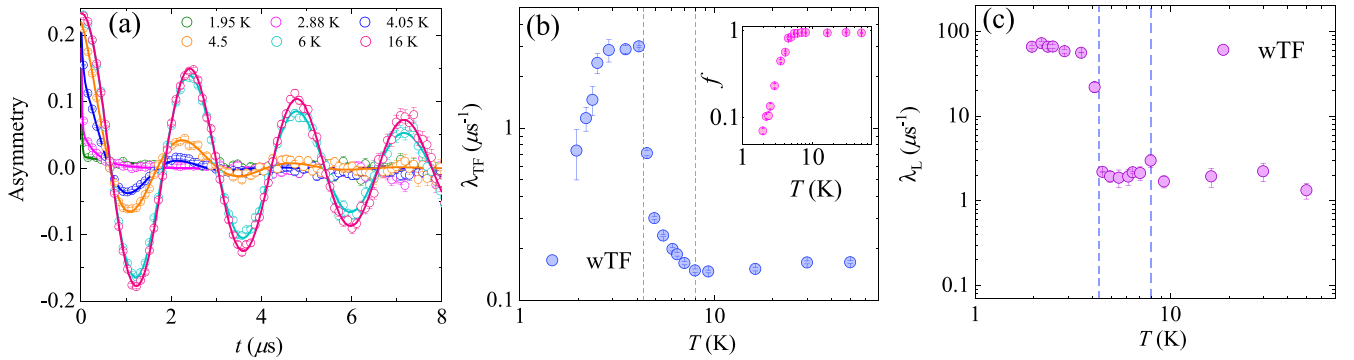 (a)
1.95 K 2.88 K 4.05 K
4.5 6 K 16 K
0.2
0.1
0.0
-0.1
-0.2
Asymmetry
0 2 4 6 8
t (μs)
(b)
λTF (μs⁻¹)
1
0.1
wTF
1 10
T (K)
1
0.1
f
1 10
T (K)
(c)
λL (μs⁻¹)
100
10
1
0.1
wTF
1 10
T (K)